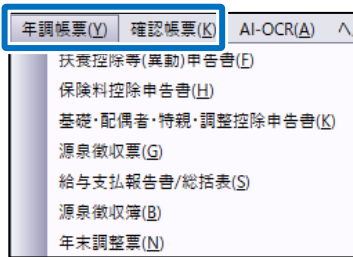 年調帳票(Y) 確認帳票(K) AI-OCR(A) ヘ
扶養控除等(異動)申告書(F)
保険料控除申告書(H)
基礎・配偶者・特親・調整控除申告書(K)
源泉徴収票(G)
給与支払報告書/総括表(S)
源泉徴収簿(B)
年末調整票(N)